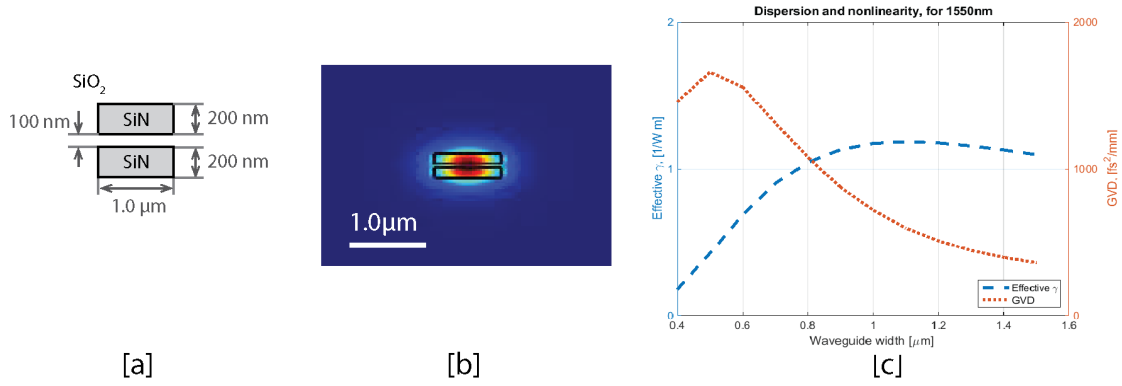 SiO2
SiN
200 nm
100 nm
SiN
200 nm
1.0 μm
[a]
1.0μm
[b]
Dispersion and nonlinearity, for 1550nm
Effective γ, [1/W m]
2
1
0
2000
1000
0
GVD. [fs²/mm]
Effective γ
GVD
0.4 0.6 0.8 1 1.2 1.4 1.6
Waveguide width [μm]
[c]